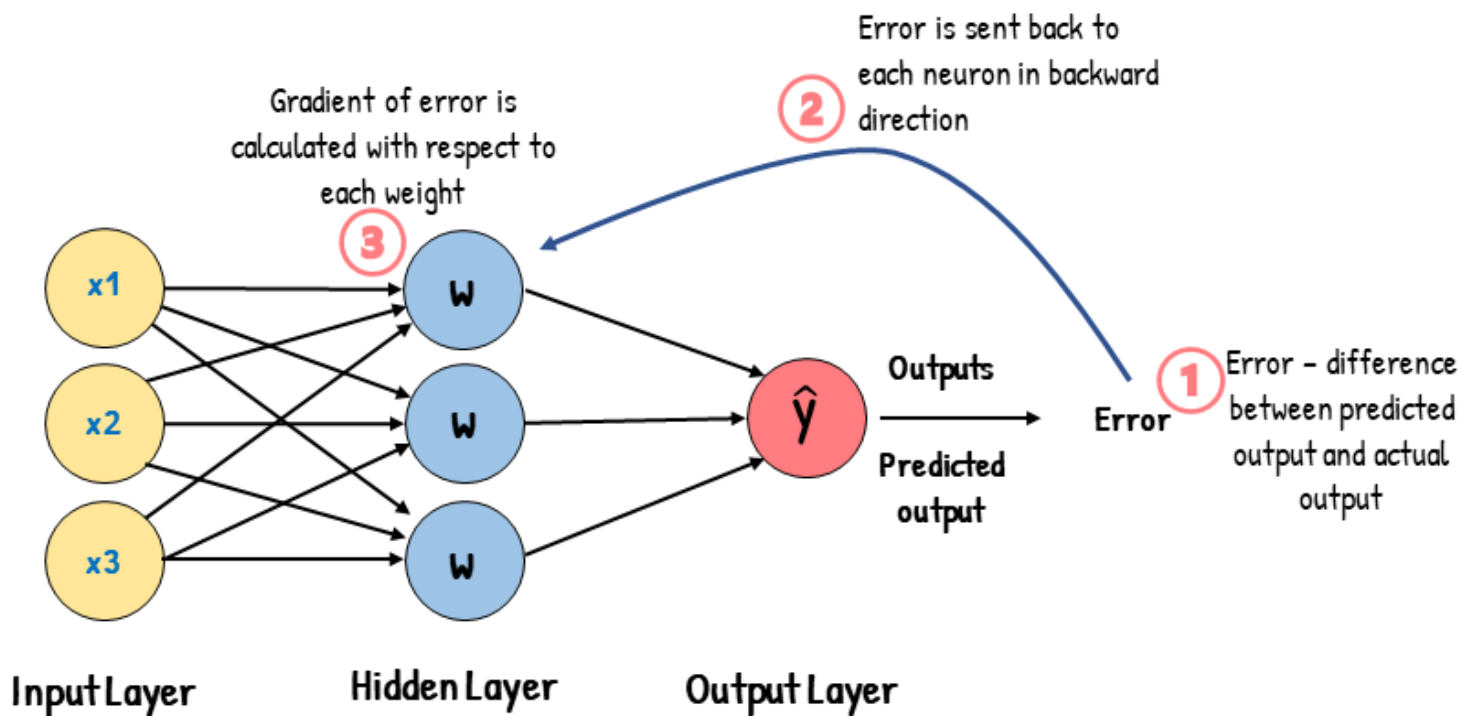 Error is sent back to
each neuron in backward
direction
2
Gradient of error is
calculated with respect to
each weight
3
x1
x2
x3
w
w
w
ŷ
Outputs
Predicted
output
Error
1
Error - difference
between predicted
output and actual
output
Input Layer
Hidden Layer
Output Layer